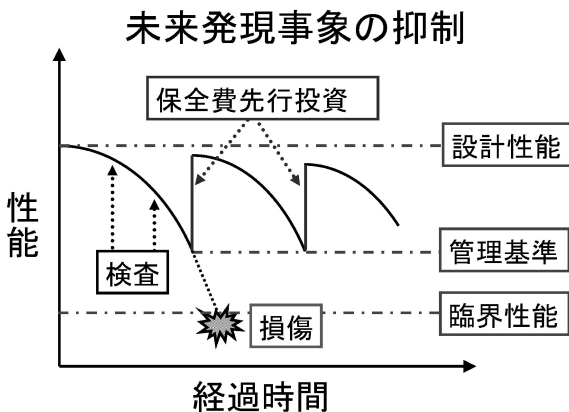 未来発現事象の抑制
保全費先行投資
設計性能
性能
管理基準
検査
臨界性能
損傷
経過時間